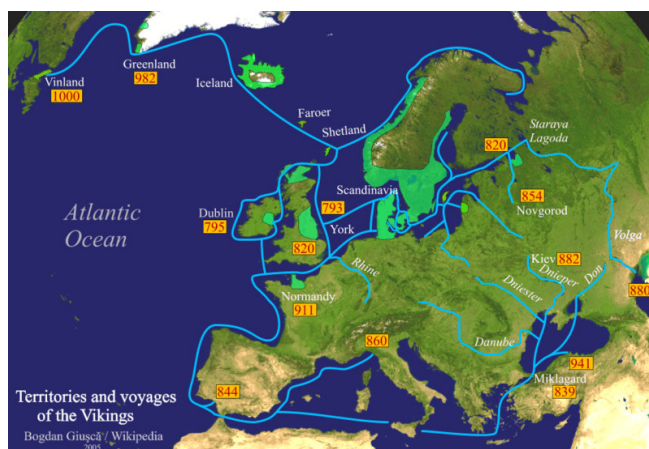 Greenland
982
Vinland
1000
Iceland
Faroer
Shetland
Staraya
Lagoda
820
Scandinavia
854
Novgorod
Atlantic
Ocean
Dublin
795
793
York
820
Volga
Kiev 882
Rhine
Dnieper
Don
Dniester
880
Normandy
911
Danube
860
941
Miklagard
839
844
Territories and voyages
of the Vikings
Bogdan Giuşcă / Wikipedia
2005